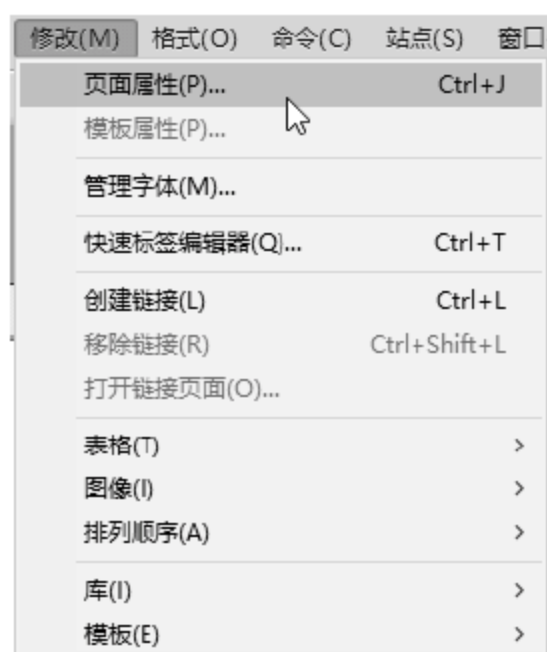 修改(M) 格式(O) 命令(C) 站点(S) 窗口
页面属性(P)... Ctrl+J
模板属性(P)...
管理字体(M)...
快速标签编辑器(Q)... Ctrl+T
创建链接(L) Ctrl+L
移除链接(R) Ctrl+Shift+L
打开链接页面(O)...
表格(T) >
图像(I) >
排列顺序(A) >
库(I) >
模板(E) >